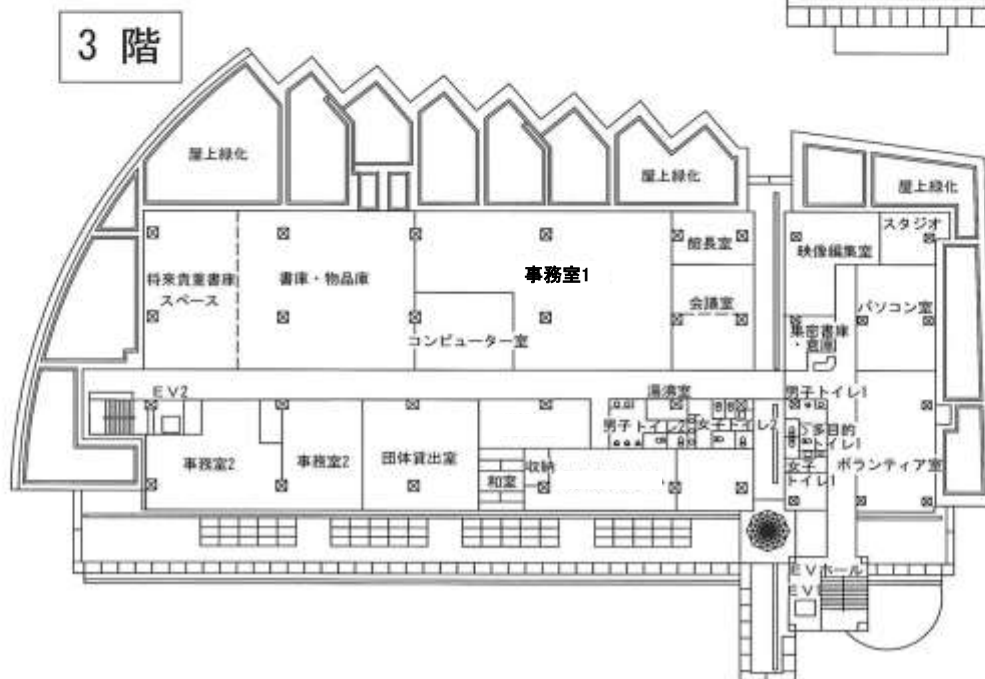 3 階
屋上緑化
屋上緑化
屋上緑化
スタジオ
館長室
映像編集室
将来貴重書庫
スペース
書庫・物品庫
事務室1
会議室
パソコン室
コンピューター室
集密書庫
EV2
湯沸室
男子トイレ1
男子トイレ2
女子トイレ2
多目的
トイレ1
事務室2
事務室2
団体貸出室
収納
和室
女子
トイレ1
ボランティア室
EVホール
EV1